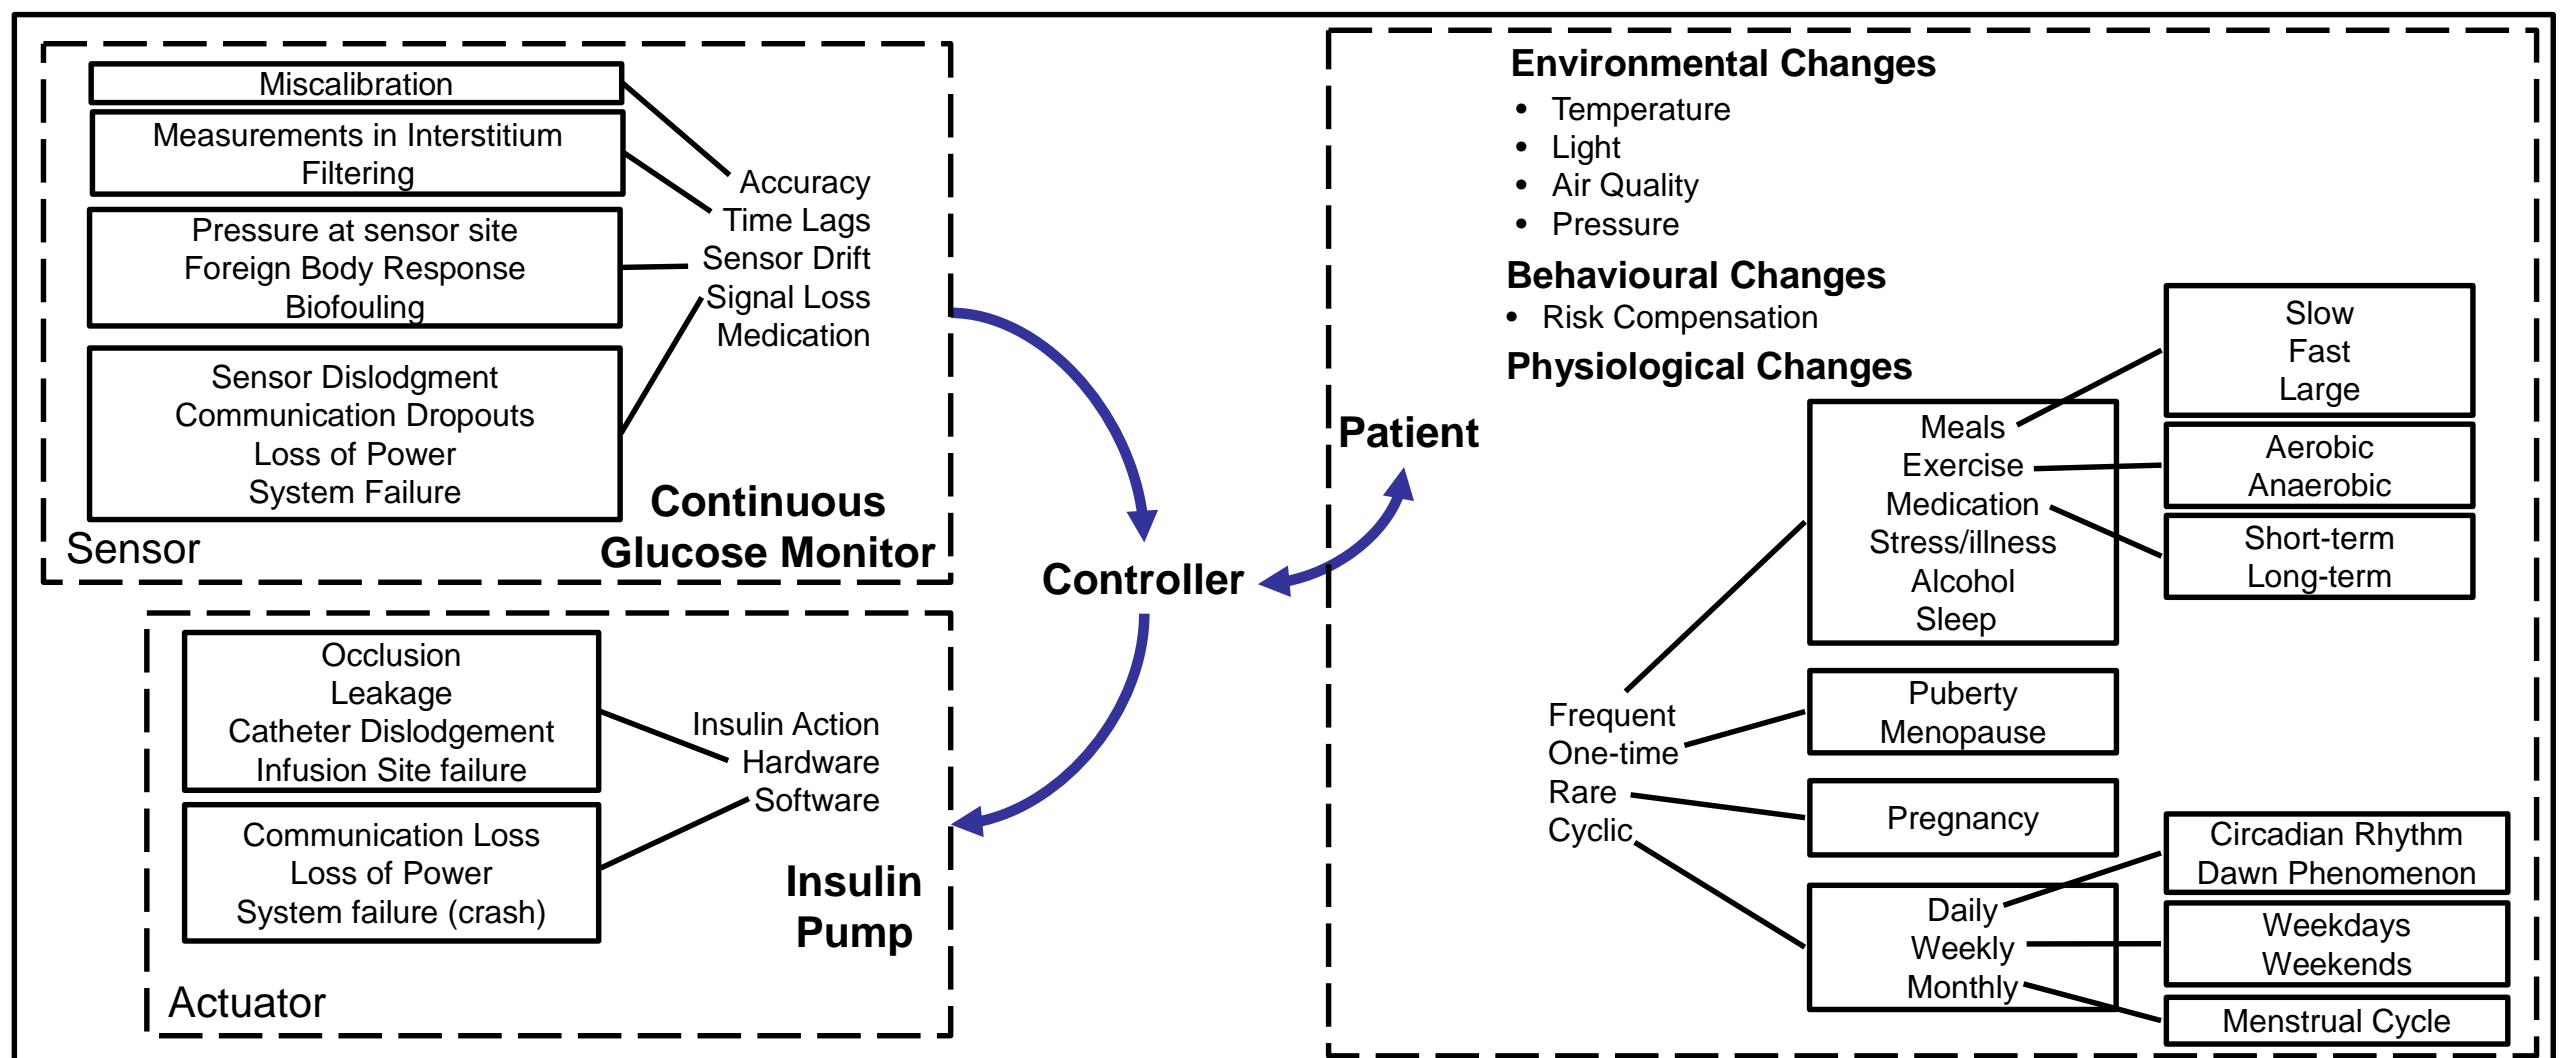 Miscalibration
Measurements in Interstitium
Filtering
Pressure at sensor site
Foreign Body Response
Biofouling
Sensor Dislodgment
Communication Dropouts
Loss of Power
System Failure
Accuracy
Time Lags
Sensor Drift
Signal Loss
Medication
Continuous
Glucose Monitor
Sensor
Occlusion
Leakage
Catheter Dislodgement
Infusion Site failure
Communication Loss
Loss of Power
System failure (crash)
Insulin Action
Hardware
Software
Insulin
Pump
Actuator
Controller
Patient
Environmental Changes
• Temperature
• Light
• Air Quality
• Pressure
Behavioural Changes
• Risk Compensation
Physiological Changes
Frequent
One-time
Rare
Cyclic
Meals
Exercise
Medication
Stress/illness
Alcohol
Sleep
Slow
Fast
Large
Aerobic
Anaerobic
Short-term
Long-term
Puberty
Menopause
Pregnancy
Daily
Weekly
Monthly
Circadian Rhythm
Dawn Phenomenon
Weekdays
Weekends
Menstrual Cycle